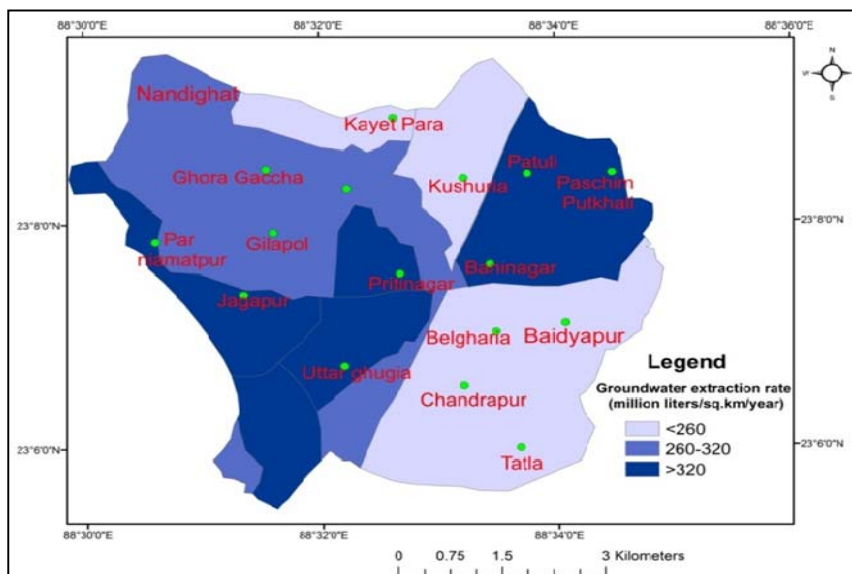 88°30'0"E 88°32'0"E 88°34'0"E 88°36'0"E
N
W
S
Nandighat
Kayet Para
Ghora Gaccha
Kushuria
Patuli
Paschim
Putkhali
23°8'0"N 23°8'0"N
Par
niamatpur
Gilapol
Pritinagar
Bahinagar
Jagapur
Belgharia
Baidyapur
Uttar ghugia
Chandrapur
Tatla
Legend
Groundwater extraction rate
(million liters/sq.km/year)
<260
260-320
>320
23°6'0"N 23°6'0"N
88°30'0"E 88°32'0"E 88°34'0"E
0 0.75 1.5 3 Kilometers